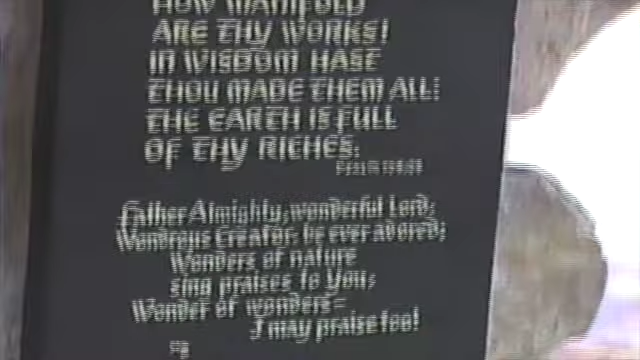 HOW MANIFOLD
ARE THY WORKS!
IN WISDOM HAST
THOU MADE THEM ALL:
THE EARTH IS FULL
OF THY RICHES.
PSALM
Father Almighty, wonderful Lord,
Wondrous Creator, be ever adored;
Wonders of nature
sing praises to You,
Wonder of wonders–
I may praise too!